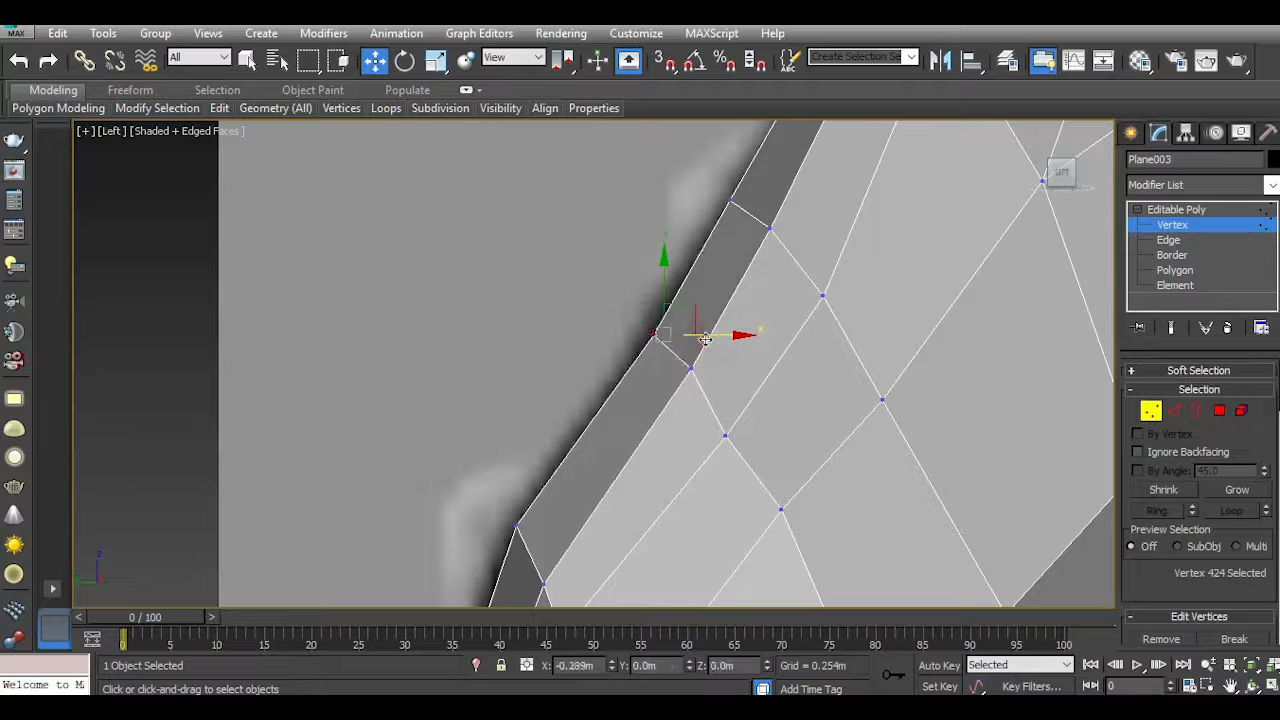 MAX Edit Tools Group Views Create Modifiers Animation Graph Editors Rendering Customize MAXScript Help
All View 3 ABC Create Selection Se
Modeling Freeform Selection Object Paint Populate
Polygon Modeling Modify Selection Edit Geometry (All) Vertices Loops Subdivision Visibility Align Properties
[+] [Left] [Shaded + Edged Faces]
LEFT
Plane003
Modifier List
Editable Poly
Vertex
Edge
Border
Polygon
Element
Soft Selection
Selection
By Vertex
Ignore Backfacing
By Angle: 45.0
Shrink Grow
Ring Loop
Preview Selection
Off SubObj Multi
Vertex 424 Selected
Edit Vertices
Remove Break
y
x
z
< 0 / 100 >
0 5 10 15 20 25 30 35 40 45 50 55 60 65 70 75 80 85 90 95 100
1 Object Selected X: -0.289m Y: 0.0m Z: 0.0m Grid = 0.254m Auto Key Selected
Welcome to M Click or click-and-drag to select objects Add Time Tag Set Key Key Filters... 0